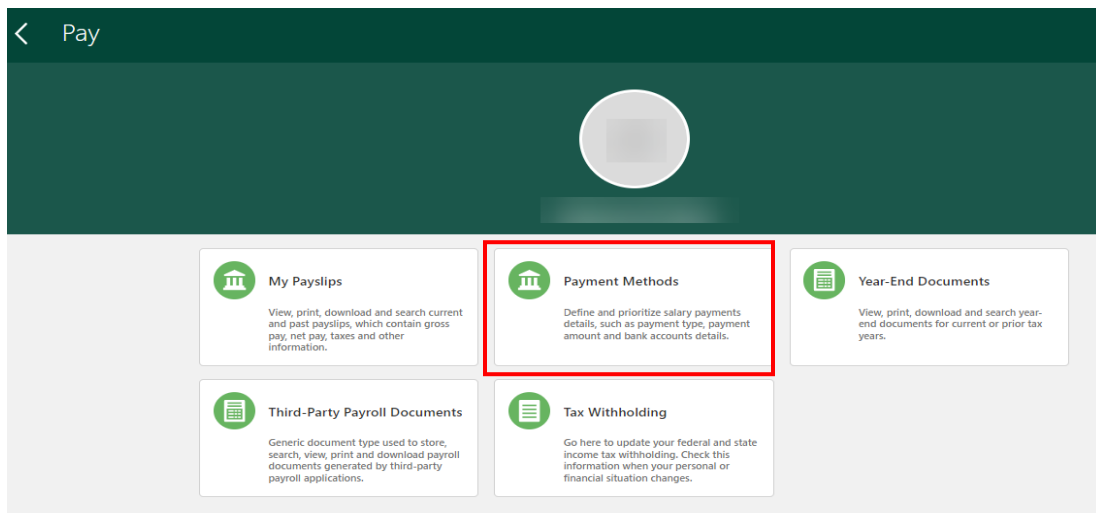 Pay
My Payslips
View, print, download and search current
and past payslips, which contain gross
pay, net pay, taxes and other
information.
Payment Methods
Define and prioritize salary payments
details, such as payment type, payment
amount and bank accounts details.
Year-End Documents
View, print, download and search year-
end documents for current or prior tax
years.
Third-Party Payroll Documents
Generic document type used to store,
search, view, print and download payroll
documents generated by third-party
payroll applications.
Tax Withholding
Go here to update your federal and state
income tax withholding. Check this
information when your personal or
financial situation changes.